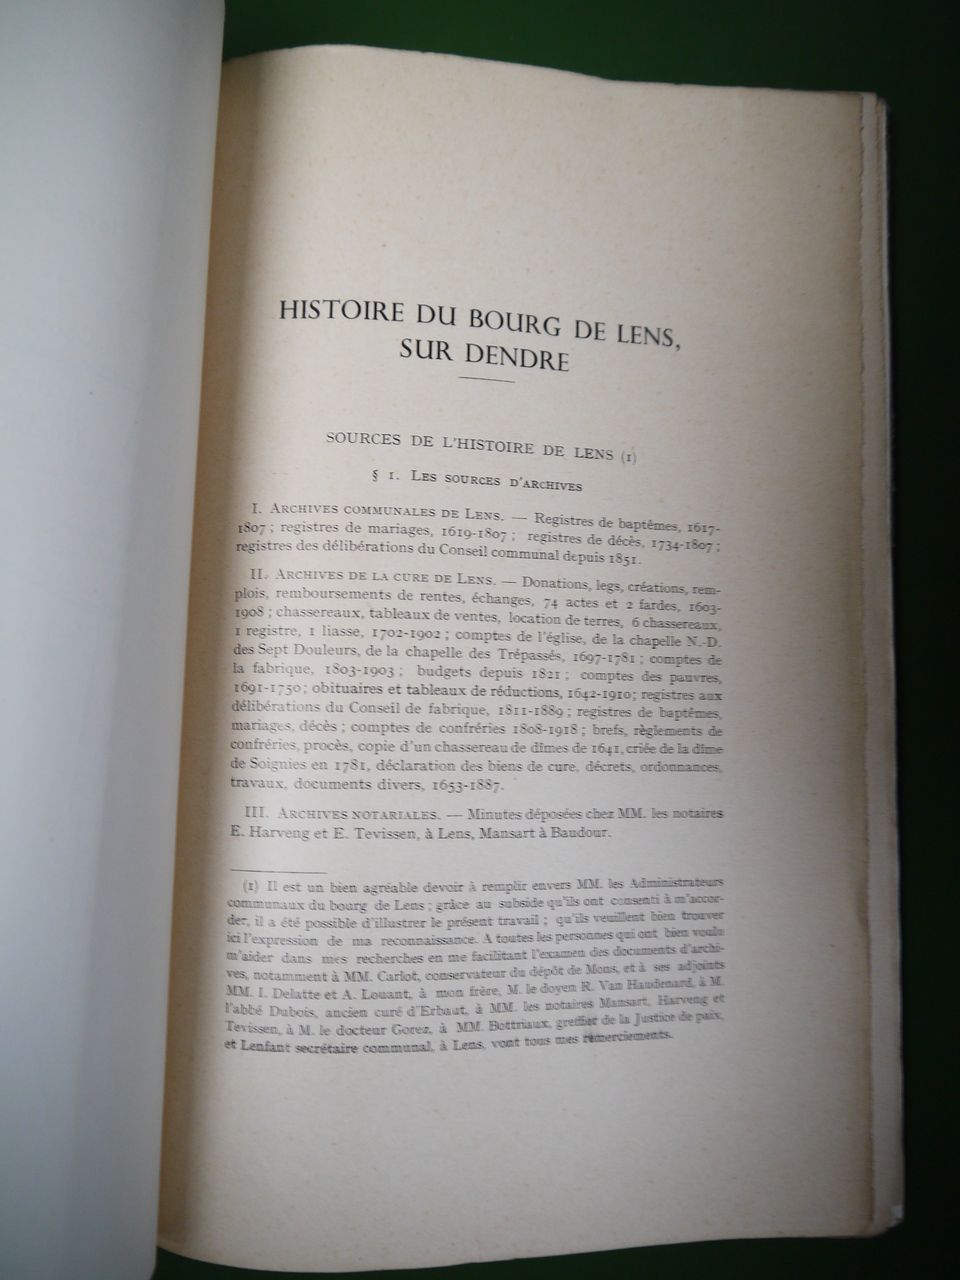 HISTOIRE DU BOURG DE LENS,
SUR DENDRE
SOURCES DE L'HISTOIRE DE LENS (1)
§ 1. LES SOURCES D'ARCHIVES
I. ARCHIVES COMMUNALES DE LENS. — Registres de baptêmes, 1617-
1807 ; registres de mariages, 1619-1807 ; registres de décès, 1734-1807 ;
registres des délibérations du Conseil communal depuis 1851.
II. ARCHIVES DE LA CURE DE LENS. — Donations, legs, créations, rem-
plois, remboursements de rentes, échanges, 74 actes et 2 fardes, 1603-
1908 ; chassereaux, tableaux de ventes, location de terres, 6 chassereaux,
1 registre, 1 liasse, 1702-1902 ; comptes de l'église, de la chapelle N.-D.
des Sept Douleurs, de la chapelle des Trépassés, 1697-1781 ; comptes de
la fabrique, 1803-1903 ; budgets depuis 1821 ; comptes des pauvres,
1691-1750 ; obituaires et tableaux de réductions, 1642-1910 ; registres aux
délibérations du Conseil de fabrique, 1811-1889 ; registres de baptêmes,
mariages, décès ; comptes de confréries 1808-1918 ; brefs, règlements de
confréries, procès, copie d'un chassereau de dîmes de 1641, criée de la dîme
de Soignies en 1781, déclaration des biens de cure, décrets, ordonnances,
travaux, documents divers, 1653-1887.
III. ARCHIVES NOTARIALES. — Minutes déposées chez MM. les notaires
E. Harveng et E. Tevissen, à Lens, Mansart à Baudour.
(1) Il est un bien agréable devoir à remplir envers MM. les Administrateurs
communaux du bourg de Lens ; grâce au subside qu'ils ont consenti à m'accor-
der, il a été possible d'illustrer le présent travail ; qu'ils veuillent bien trouver
ici l'expression de ma reconnaissance. A toutes les personnes qui ont bien voulu
m'aider dans mes recherches en me facilitant l'examen des documents d'archi-
ves, notamment à MM. Carlot, conservateur du dépôt de Mons, et à ses adjoints
MM. I. Delatte et A. Louant, à mon frère, M. le doyen R. Van Haudenard, à M.
l'abbé Dubois, ancien curé d'Erbaut, à MM. les notaires Mansart, Harveng et
Tevissen, à M. le docteur Gorez, à MM. Bottriaux, greffier de la Justice de paix,
et Lenfant secrétaire communal, à Lens, vont tous mes remerciements.